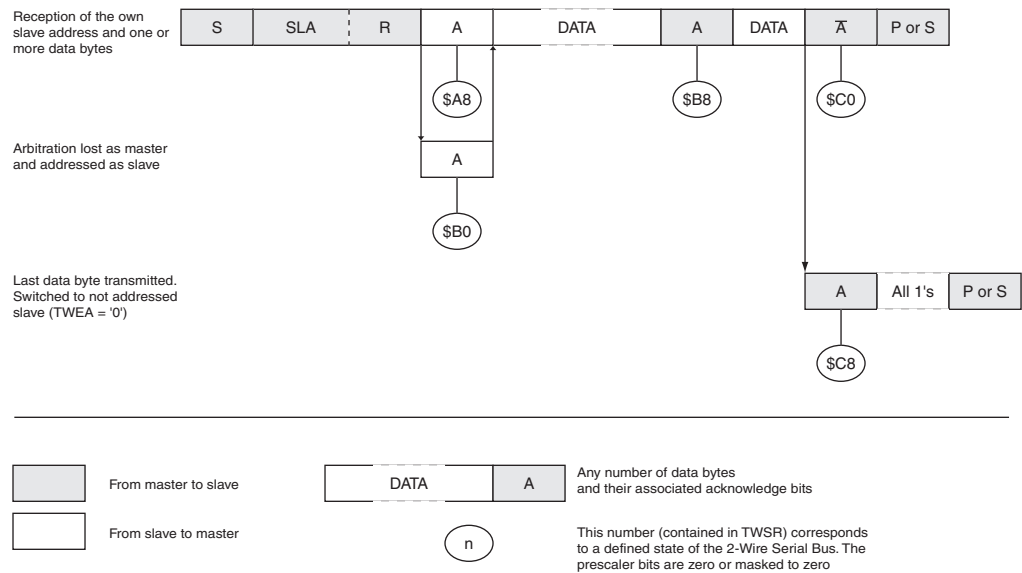 Reception of the own
slave address and one or
more data bytes
S SLA R A DATA A DATA A̅ P or S
$A8 $B8 $C0
Arbitration lost as master
and addressed as slave
A
$B0
Last data byte transmitted.
Switched to not addressed
slave (TWEA = '0')
A All 1's P or S
$C8
From master to slave
DATA A
Any number of data bytes
and their associated acknowledge bits
From slave to master
n
This number (contained in TWSR) corresponds
to a defined state of the 2-Wire Serial Bus. The
prescaler bits are zero or masked to zero